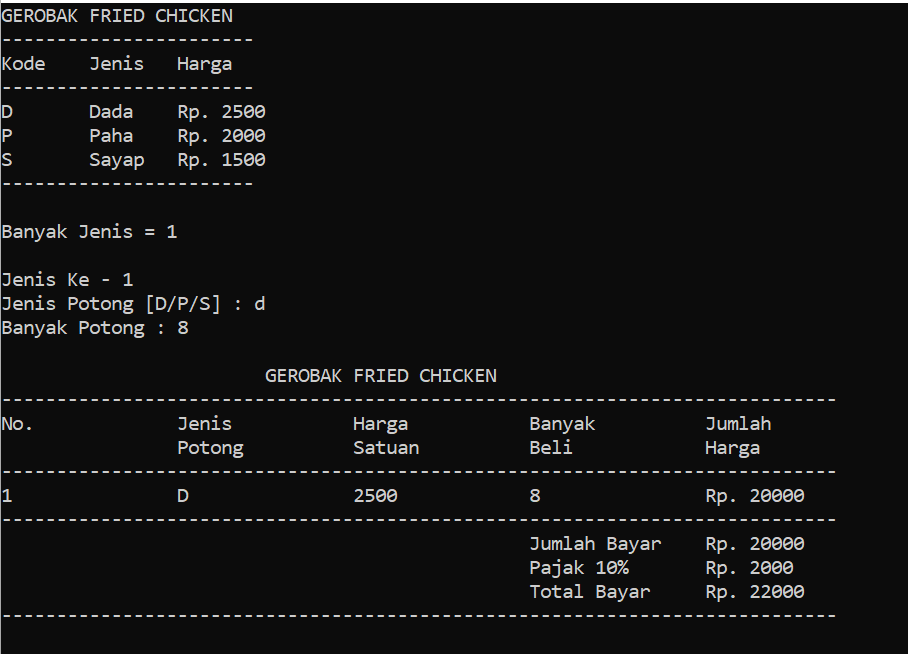 GEROBAK FRIED CHICKEN
-----------------------
Kode    Jenis   Harga
-----------------------
D       Dada    Rp. 2500
P       Paha    Rp. 2000
S       Sayap   Rp. 1500
-----------------------
Banyak Jenis = 1
Jenis Ke - 1
Jenis Potong [D/P/S] : d
Banyak Potong : 8
GEROBAK FRIED CHICKEN
----------------------------------------------------------------------------
No.             Jenis           Harga           Banyak          Jumlah
                Potong          Satuan          Beli            Harga
----------------------------------------------------------------------------
1               D               2500            8               Rp. 20000
----------------------------------------------------------------------------
                                                Jumlah Bayar    Rp. 20000
                                                Pajak 10%       Rp. 2000
                                                Total Bayar     Rp. 22000
----------------------------------------------------------------------------